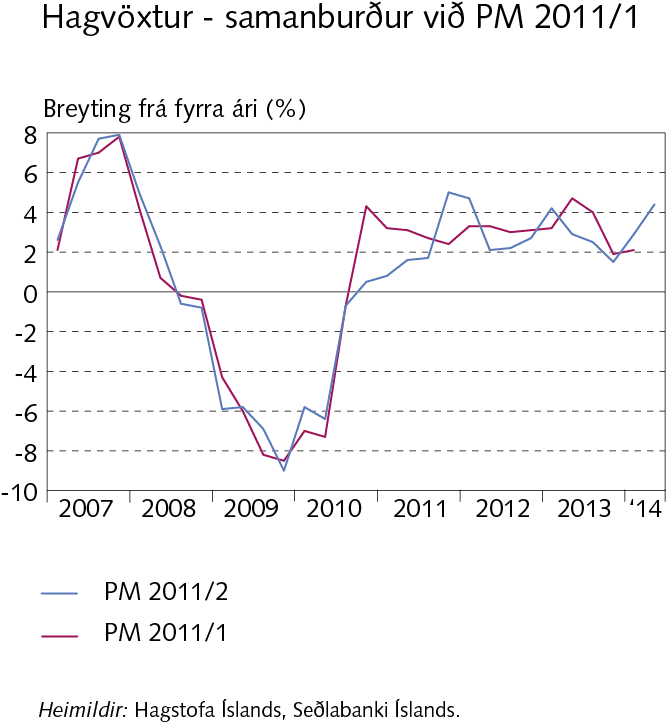 Hagvöxtur - samanburður við PM 2011/1
Breyting frá fyrra ári (%)
8
6
4
2
0
-2
-4
-6
-8
-10
2007 2008 2009 2010 2011 2012 2013 '14
PM 2011/2
PM 2011/1
Heimildir: Hagstofa Íslands, Seðlabanki Íslands.